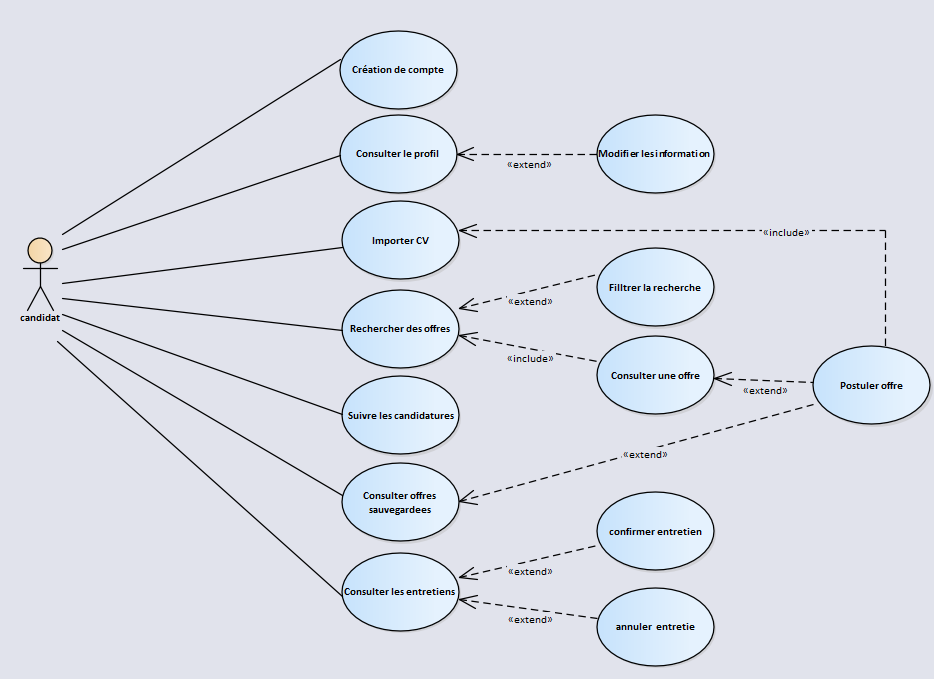 Création de compte
Consulter le profil
«extend»
Modifier les information
Importer CV
«include»
Filltrer la recherche
«extend»
Rechercher des offres
«include»
Consulter une offre
«extend»
Postuler offre
candidat
Suivre les candidatures
«extend»
Consulter offres
sauvegardees
confirmer entretien
«extend»
Consulter les entretiens
«extend»
annuler entretie